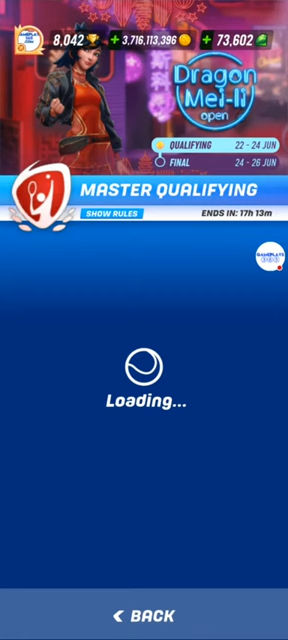 8,042
+ 3,716,113,396
+ 73,602
Dragon
Mei-li
open
QUALIFYING 22 - 24 JUN
FINAL 24 - 26 JUN
MASTER QUALIFYING
SHOW RULES
ENDS IN: 17h 13m
GAMEPLAYS
Loading...
< BACK